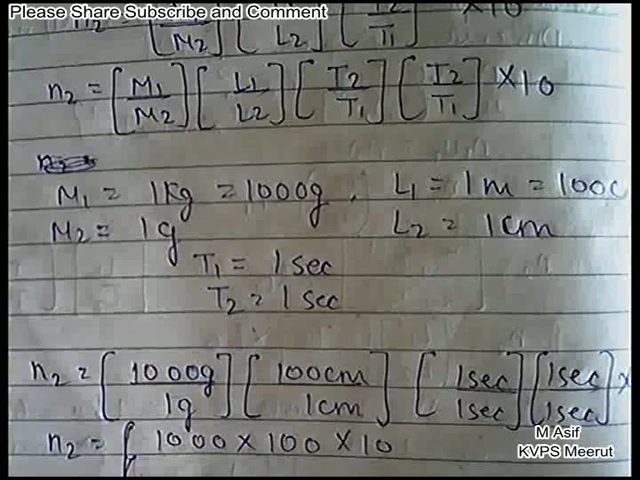 Please Share Subscribe and Comment
n2 = [M1/M2] [L1/L2] [T2/T1] [T2/T1] × 10
M1 = 1Kg = 1000g. L1 = 1m = 100c
M2 = 1g L2 = 1cm
T1 = 1sec
T2 = 1sec
n2 = [1000g/1g] [100cm/1cm] [1sec/1sec] [1sec/1sec] ×
n2 = [ 1000 × 100 × 10
M Asif
KVPS Meerut